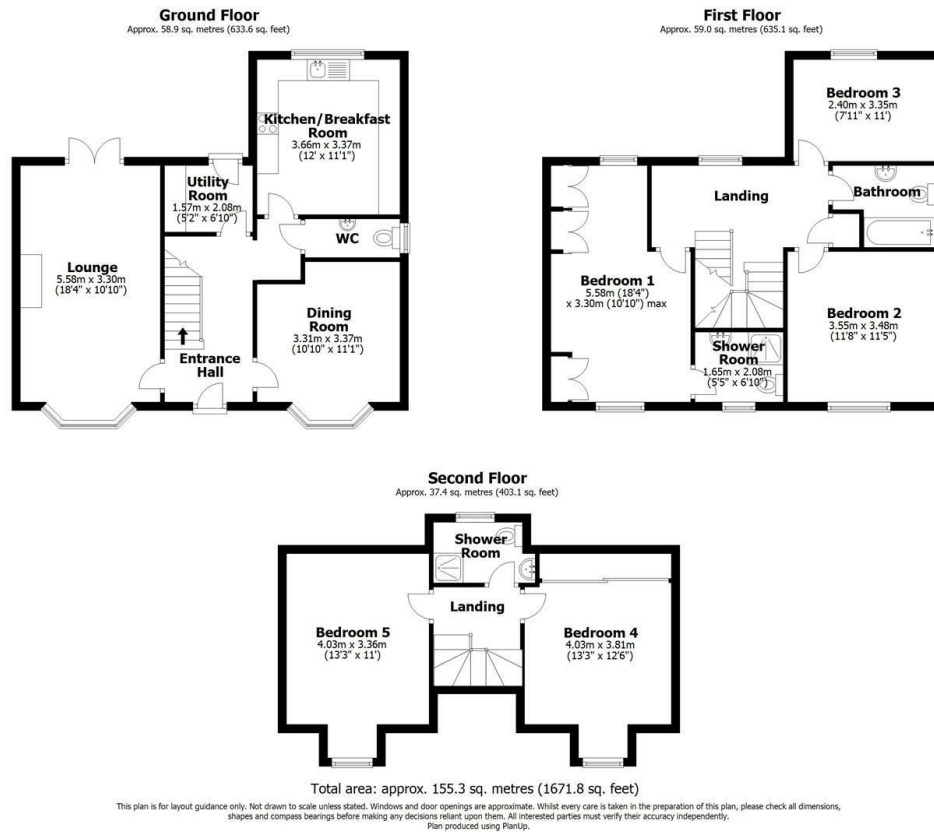 Ground Floor
Approx. 58.9 sq. metres (633.6 sq. feet)
Kitchen/Breakfast
Room
3.66m x 3.37m
(12' x 11'1")
Utility
Room
1.57m x 2.08m
(5'2" x 6'10")
WC
Lounge
5.58m x 3.30m
(18'4" x 10'10")
Dining
Room
3.31m x 3.37m
(10'10" x 11'1")
Entrance
Hall
First Floor
Approx. 59.0 sq. metres (635.1 sq. feet)
Bedroom 3
2.40m x 3.35m
(7'11" x 11')
Landing
Bathroom
Bedroom 1
5.58m (18'4")
x 3.30m (10'10") max
Bedroom 2
3.55m x 3.48m
(11'8" x 11'5")
Shower
Room
1.65m x 2.08m
(5'5" x 6'10")
Second Floor
Approx. 37.4 sq. metres (403.1 sq. feet)
Shower
Room
Landing
Bedroom 5
4.03m x 3.36m
(13'3" x 11')
Bedroom 4
4.03m x 3.81m
(13'3" x 12'6")
Total area: approx. 155.3 sq. metres (1671.8 sq. feet)
This plan is for layout guidance only. Not drawn to scale unless stated. Windows and door openings are approximate. Whilst every care is taken in the preparation of this plan, please check all dimensions,
shapes and compass bearings before making any decisions reliant upon them. All interested parties must verify their accuracy independently.
Plan produced using PlanUp.